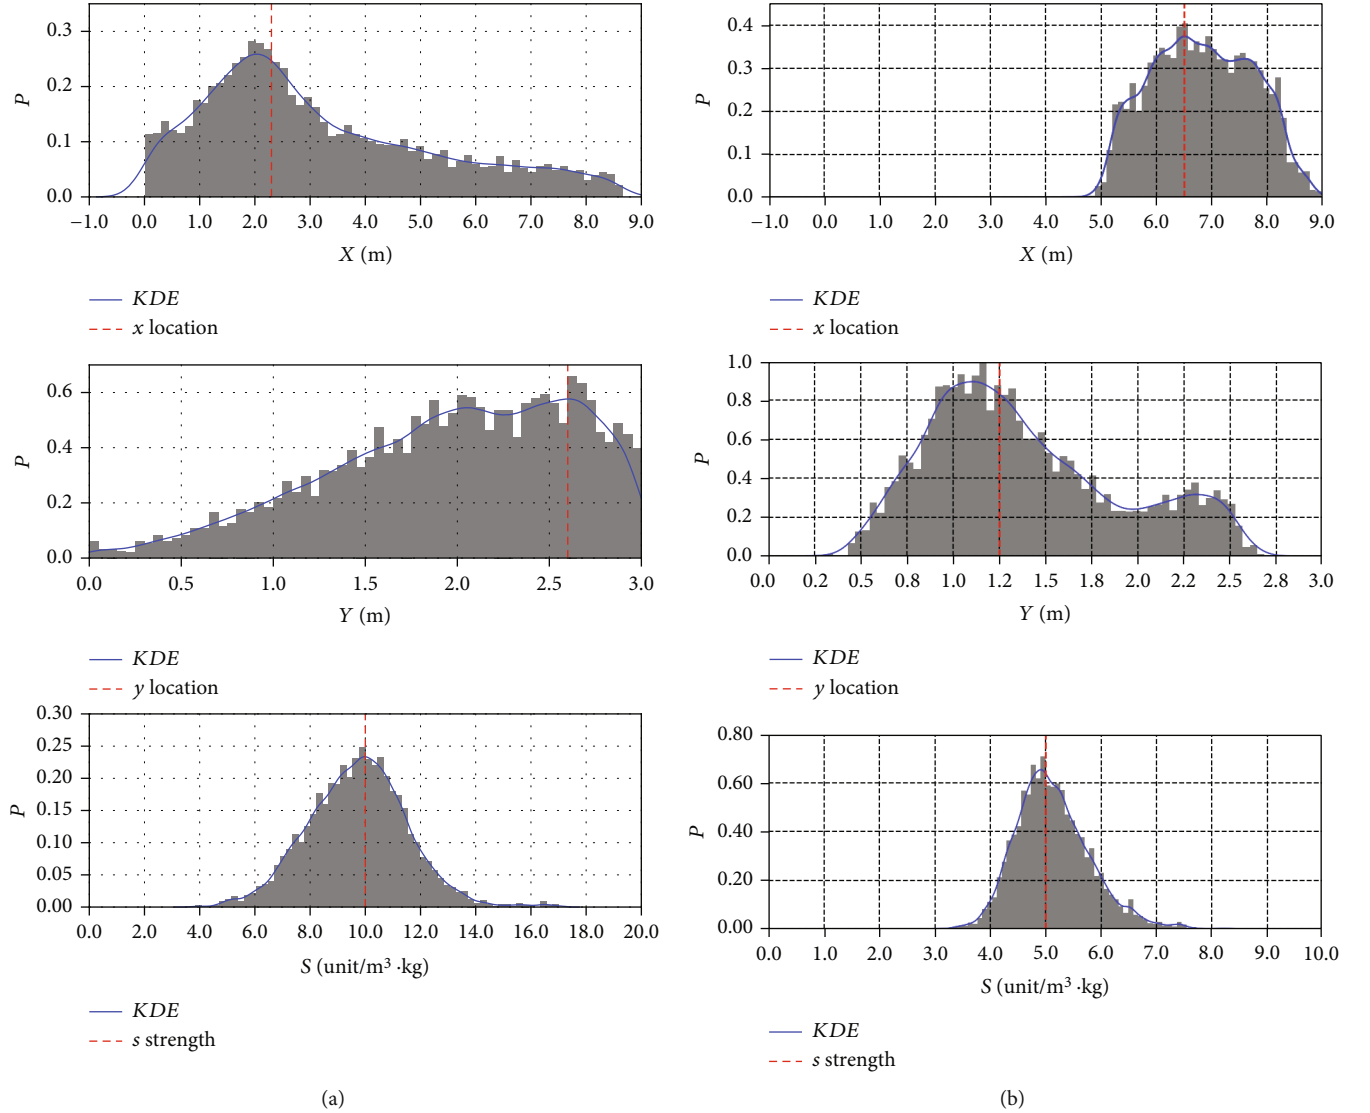 0.3
0.2
0.1
0.0
P
−1.0 0.0 1.0 2.0 3.0 4.0 5.0 6.0 7.0 8.0 9.0
X (m)
KDE
x location
0.6
0.4
0.2
0.0
P
0.0 0.5 1.0 1.5 2.0 2.5 3.0
Y (m)
KDE
y location
0.30
0.25
0.20
0.15
0.10
0.05
0.00
P
0.0 2.0 4.0 6.0 8.0 10.0 12.0 14.0 16.0 18.0 20.0
S (unit/m³ ·kg)
KDE
s strength
(a)
0.4
0.3
0.2
0.1
0.0
P
−1.0 0.0 1.0 2.0 3.0 4.0 5.0 6.0 7.0 8.0 9.0
X (m)
KDE
x location
1.0
0.8
0.6
0.4
0.2
0.0
P
0.0 0.2 0.5 0.8 1.0 1.2 1.5 1.8 2.0 2.2 2.5 2.8 3.0
Y (m)
KDE
y location
0.80
0.60
0.40
0.20
0.00
P
0.0 1.0 2.0 3.0 4.0 5.0 6.0 7.0 8.0 9.0 10.0
S (unit/m³ ·kg)
KDE
s strength
(b)